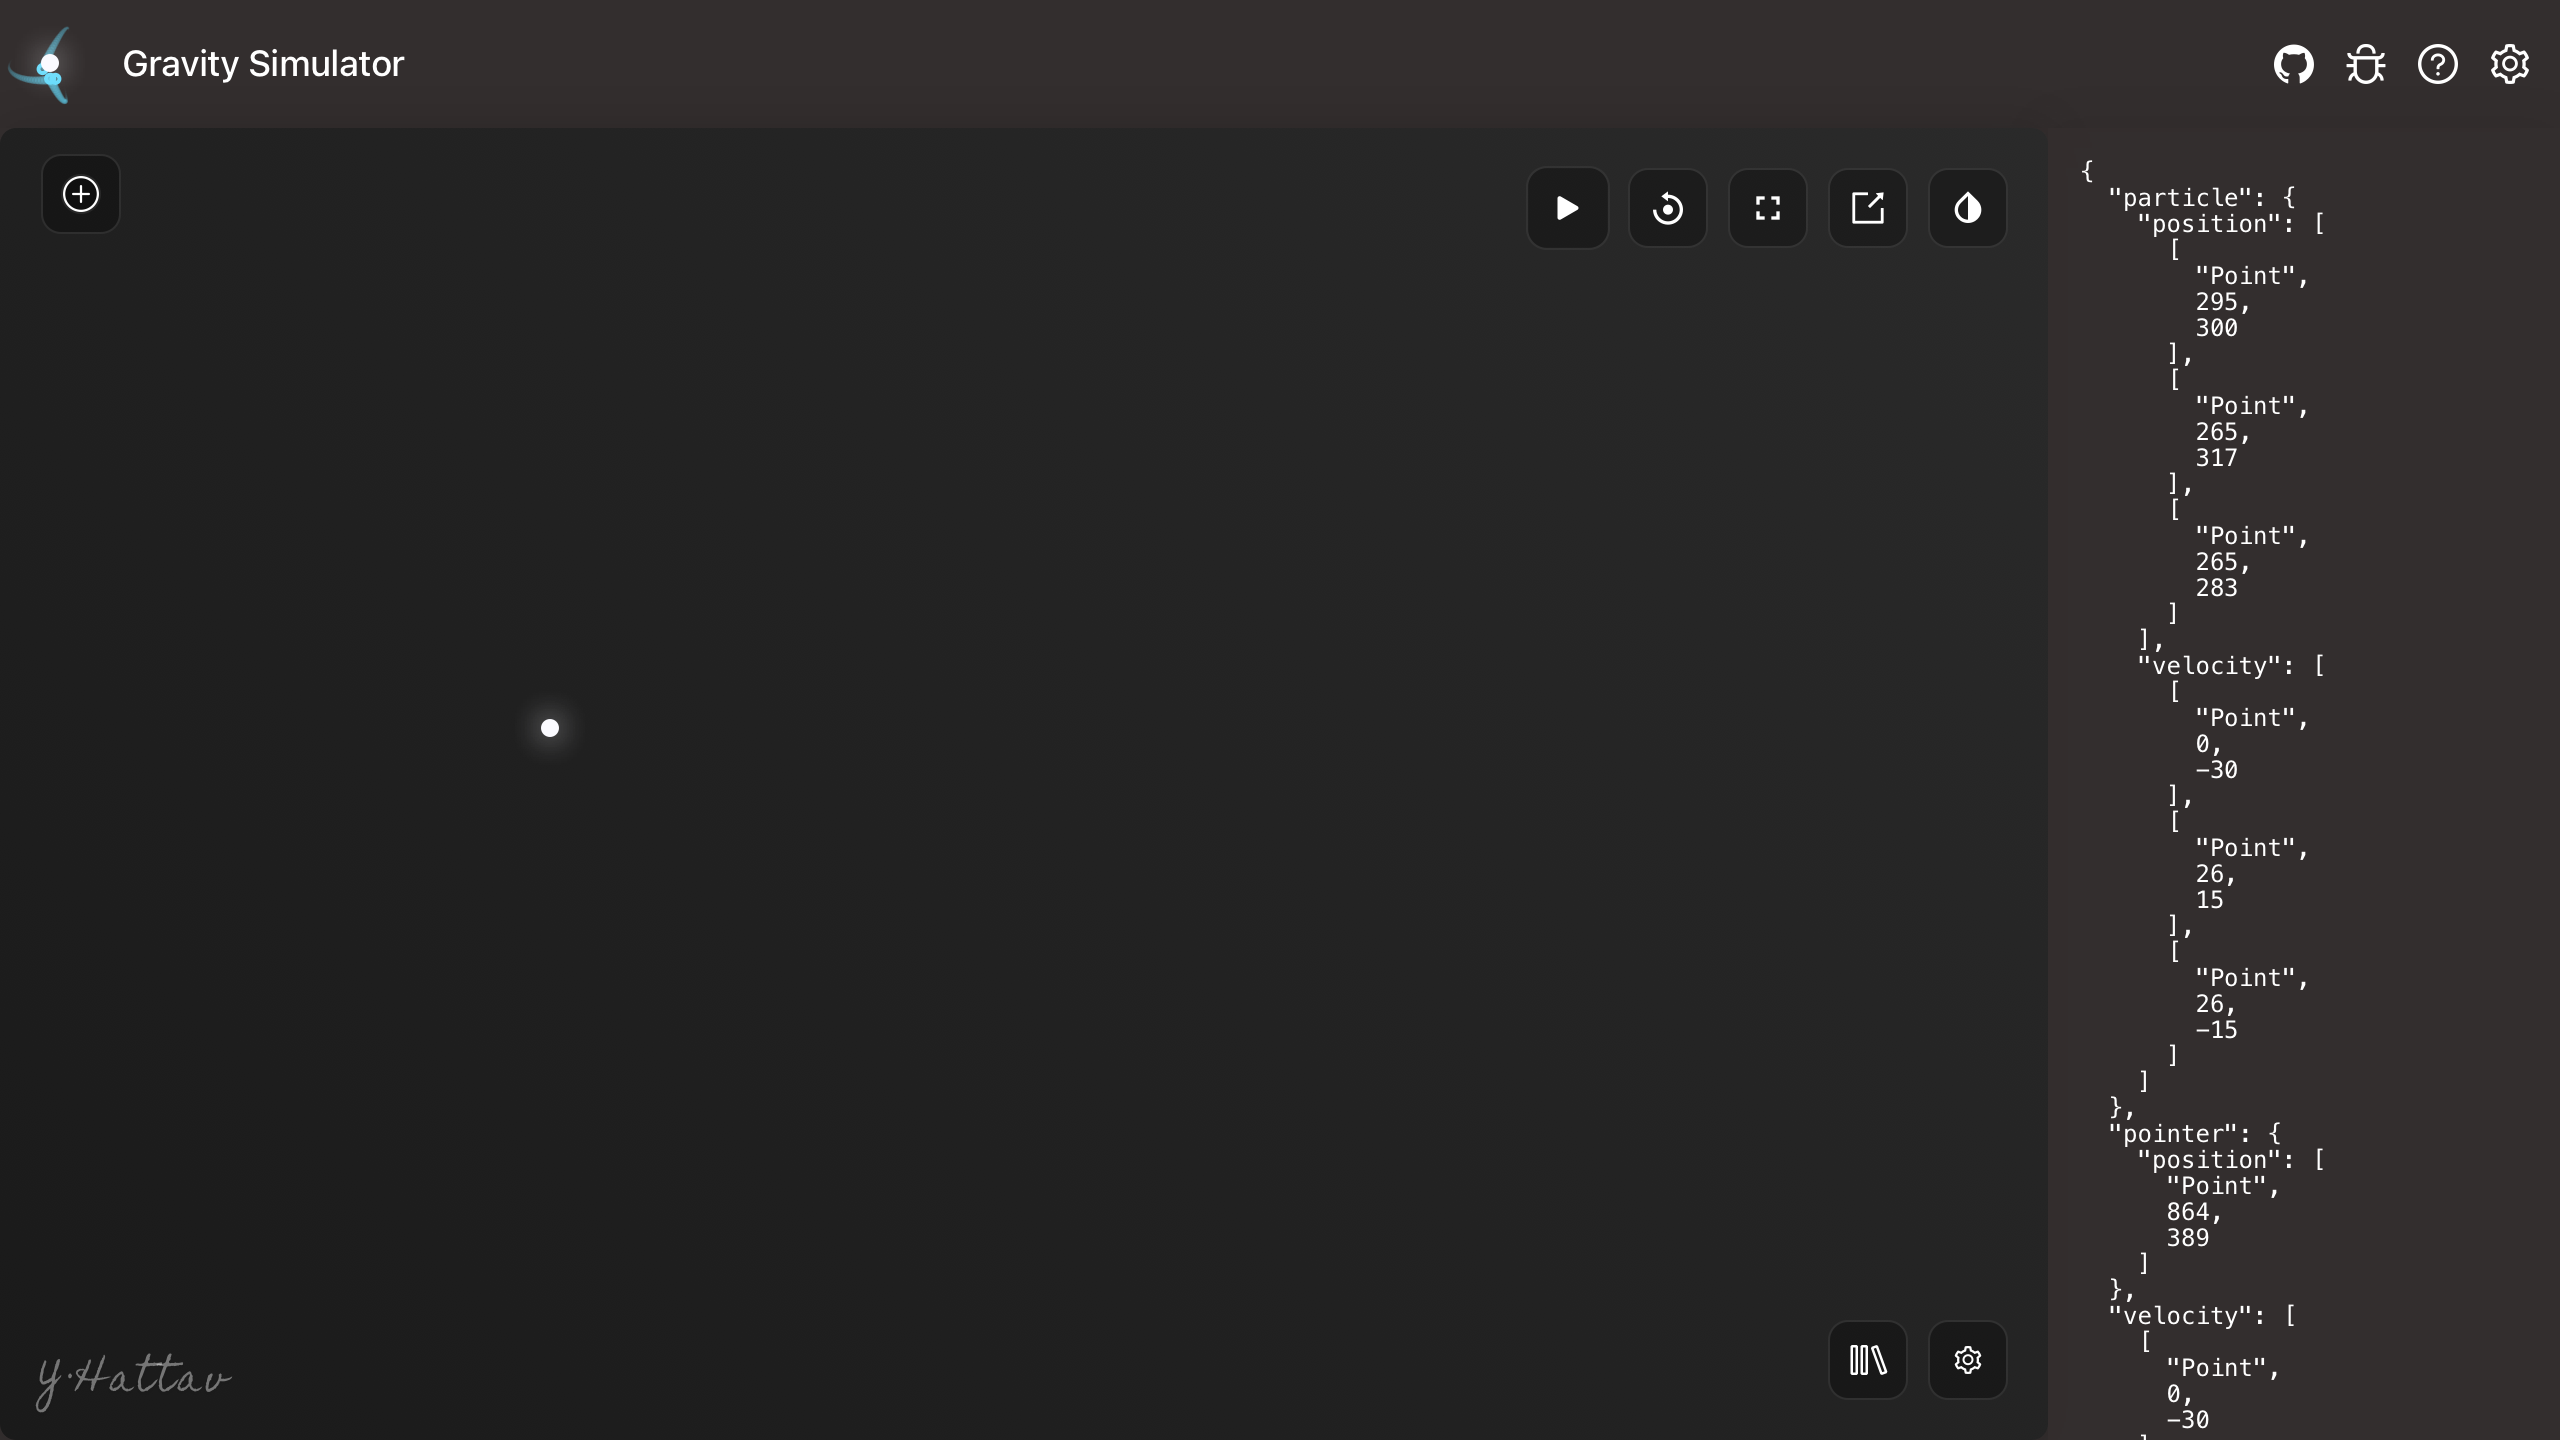 Gravity Simulator
{
"particle": {
"position": [
[
"Point",
295,
300
],
[
"Point",
265,
317
],
[
"Point",
265,
283
]
],
"velocity": [
[
"Point",
0,
−30
],
[
"Point",
26,
15
],
[
"Point",
26,
−15
]
]
},
"pointer": {
"position": [
"Point",
864,
389
]
},
"velocity": [
[
"Point",
0,
−30
y·Hattav